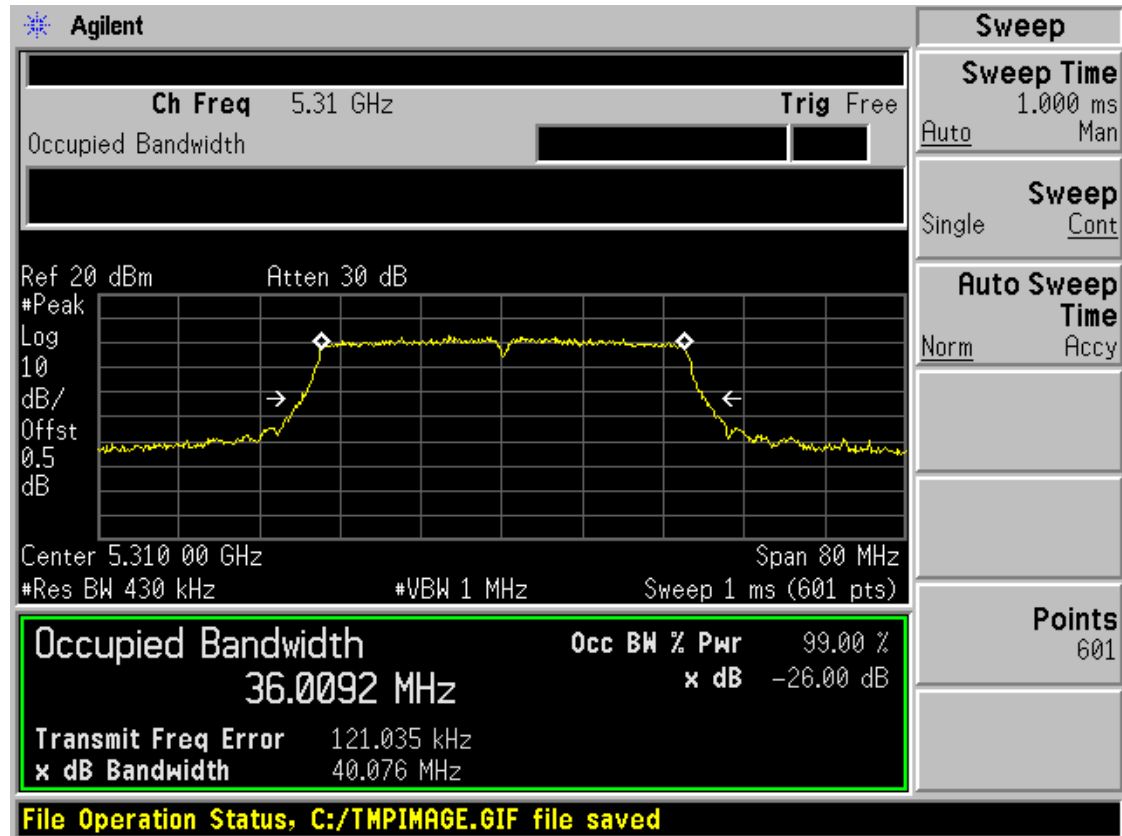 Agilent
Sweep
Ch Freq 5.31 GHz Trig Free
Occupied Bandwidth
Sweep Time
1.000 ms
Auto Man
Sweep
Single Cont
Auto Sweep
Time
Norm Accy
Points
601
Ref 20 dBm Atten 30 dB
#Peak
Log
10
dB/
Offst
0.5
dB
Center 5.310 00 GHz Span 80 MHz
#Res BW 430 kHz #VBW 1 MHz Sweep 1 ms (601 pts)
Occupied Bandwidth
36.0092 MHz
Occ BW % Pwr 99.00 %
x dB -26.00 dB
Transmit Freq Error 121.035 kHz
x dB Bandwidth 40.076 MHz
File Operation Status, C:/TMPIMAGE.GIF file saved